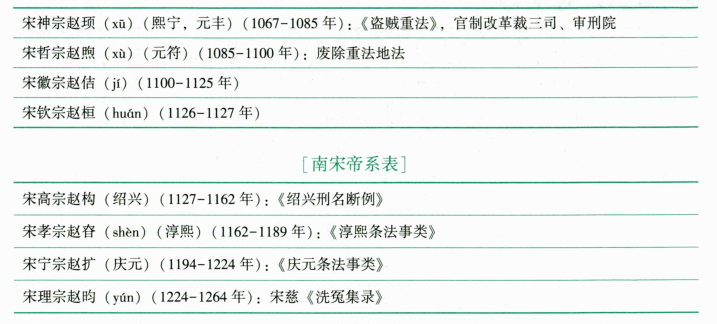 宋神宗赵顼(xū)(熙宁,元丰)(1067-1085 年):《盗贼重法》,官制改革裁三司、审刑院
宋哲宗赵煦(xù)(元符)(1085-1100 年):废除重法地法
宋徽宗赵佶(jí)(1100-1125 年)
宋钦宗赵桓(huán)(1126-1127 年)
[南宋帝系表]
宋高宗赵构(绍兴)(1127-1162 年):《绍兴刑名断例》
宋孝宗赵昚(shèn)(淳熙)(1162-1189 年):《淳熙条法事类》
宋宁宗赵扩(庆元)(1194-1224 年):《庆元条法事类》
宋理宗赵昀(yún)(1224-1264 年):宋慈《洗冤集录》